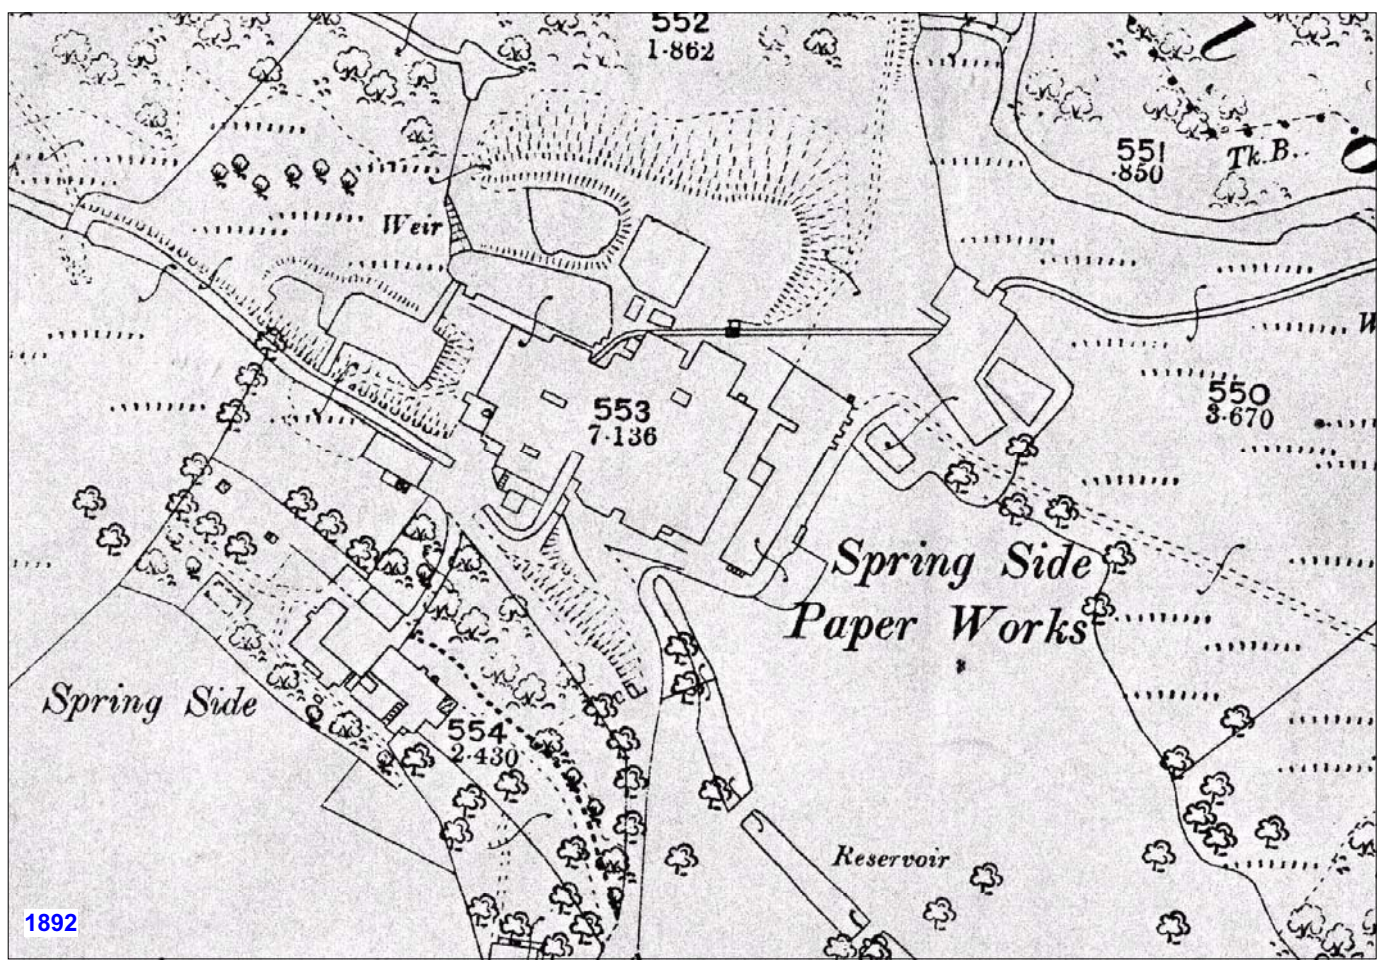 552
1·862
551
·850
Tk. B.
Weir
W
550
3·670
553
7·136
Spring Side
Paper Works
Spring Side
554
2·430
Reservoir
1892